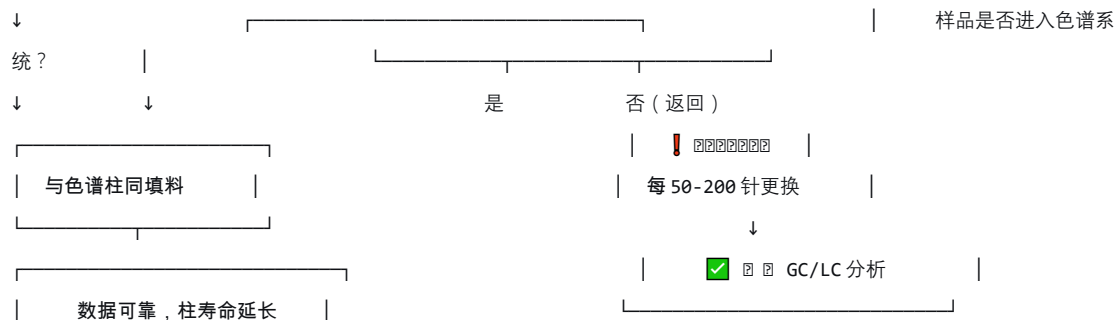 样品是否进入色谱系
统？
是 否（返回）
与色谱柱同填料
每 50-200 针更换
GC/LC 分析
数据可靠，柱寿命延长